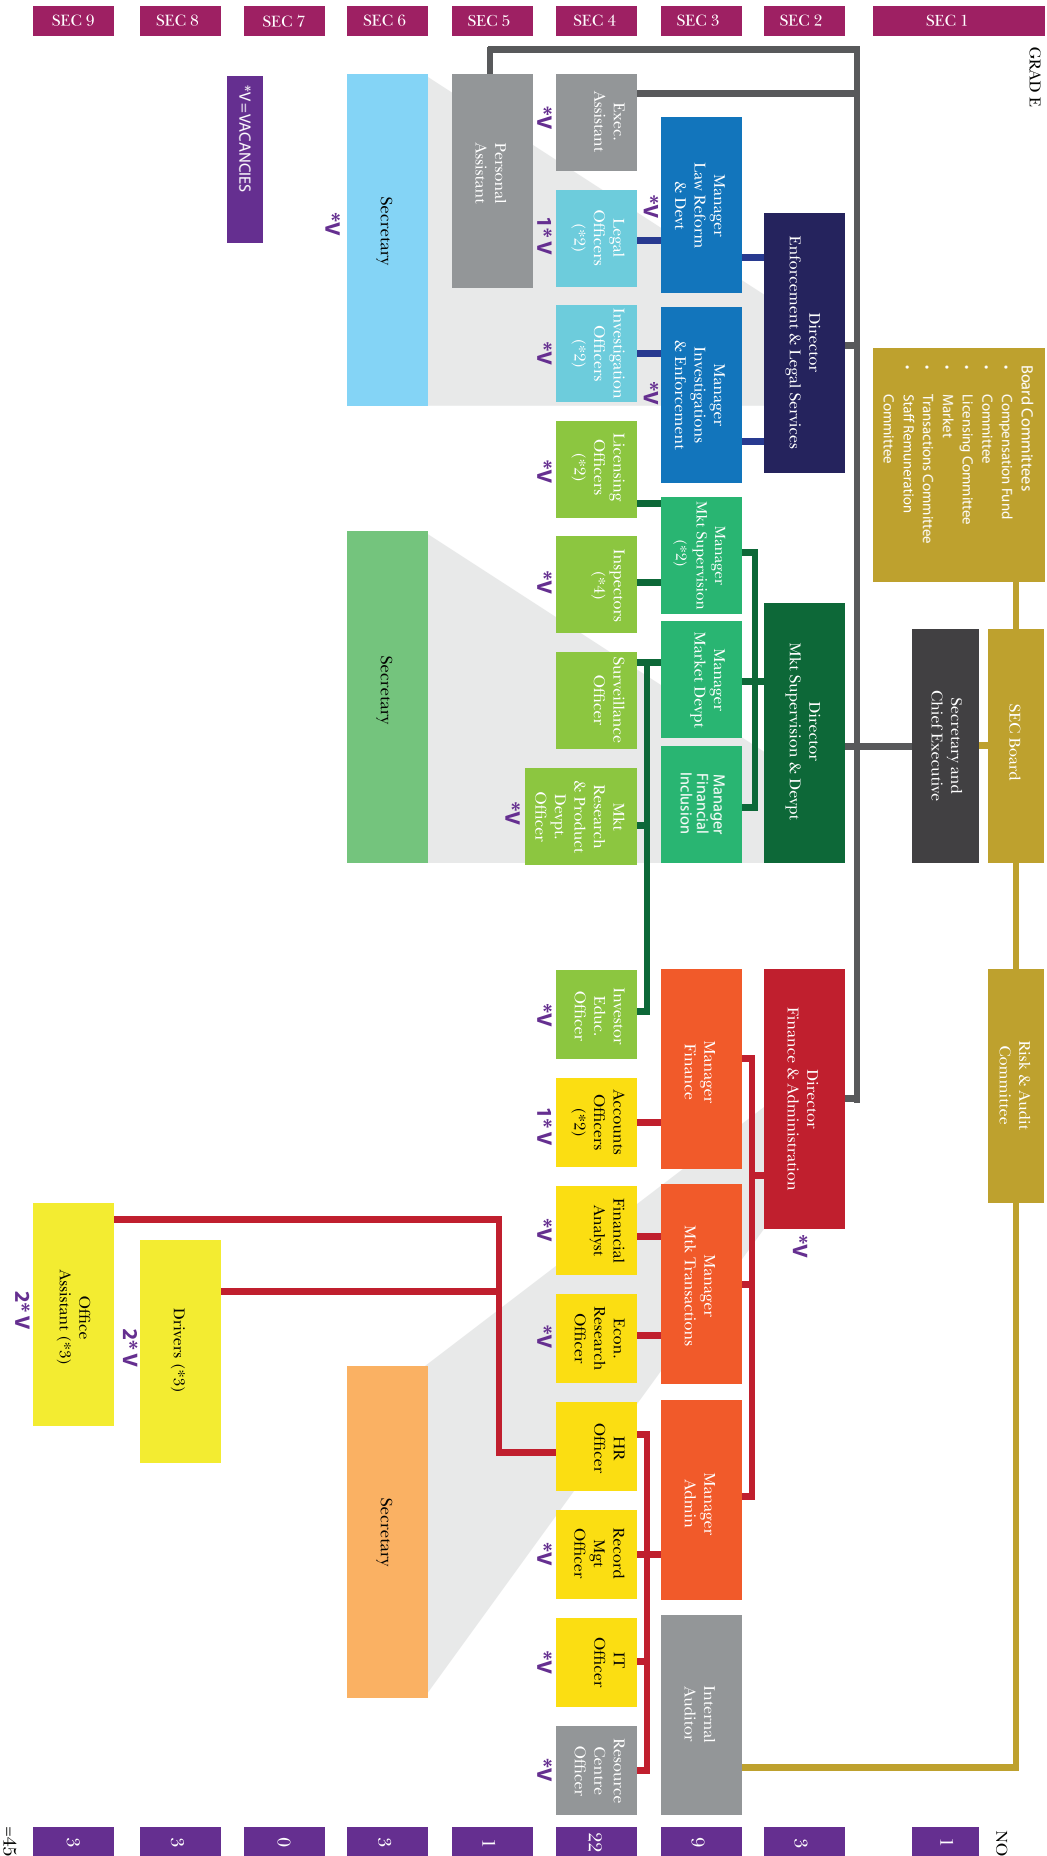 GRAD E
NO
SEC 1
SEC 2
SEC 3
SEC 4
SEC 5
SEC 6
SEC 7
SEC 8
SEC 9
Board Committees
• Compensation Fund
Committee
• Licensing Committee
• Market
• Transactions Committee
• Staff Remuneration
Committee
SEC Board
Risk & Audit
Committee
Secretary and
Chief Executive
1
Director
Enforcement & Legal Services
Director
Mkt Supervision & Devpt
Director
Finance & Administration
*V
3
Manager
Law Reform
& Devt
*V
Manager
Investigations
& Enforcement
*V
Manager
Mkt Supervision
(*2)
Manager
Market Devpt
Manager
Financial
Inclusion
Manager
Finance
Manager
Mtk Transactions
Manager
Admin
Internal
Auditor
9
Exec.
Assistant
*V
Legal
Officers
(*2)
1*V
Investigation
Officers
(*2)
*V
Licensing
Officers
(*2)
*V
Inspectors
(*4)
*V
Surveillance
Officer
Mkt
Research
& Product
Devpt.
Officer
*V
Investor
Educ.
Officer
*V
Accounts
Officers
(*2)
1*V
Financial
Analyst
*V
Econ.
Research
Officer
*V
HR
Officer
Record
Mgt
Officer
*V
IT
Officer
*V
Resource
Centre
Officer
*V
22
Personal
Assistant
1
Secretary
*V
Secretary
Secretary
3
*V=VACANCIES
0
Drivers (*3)
2*V
3
Office
Assistant (*3)
2*V
3
=45